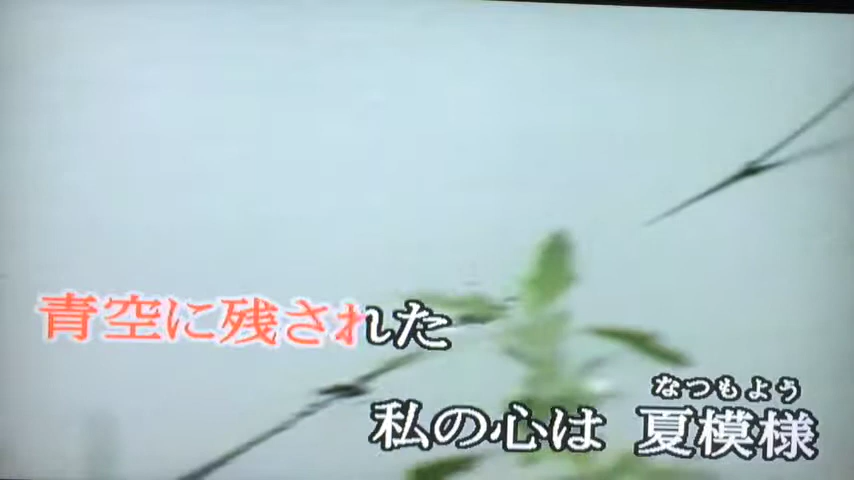 青空に残された
なつもよう
私の心は 夏模様